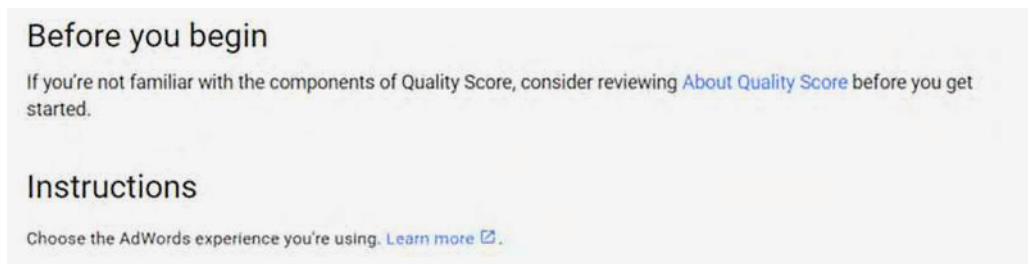 Before you begin
If you're not familiar with the components of Quality Score, consider reviewing About Quality Score before you get
started.
Instructions
Choose the AdWords experience you're using. Learn more.